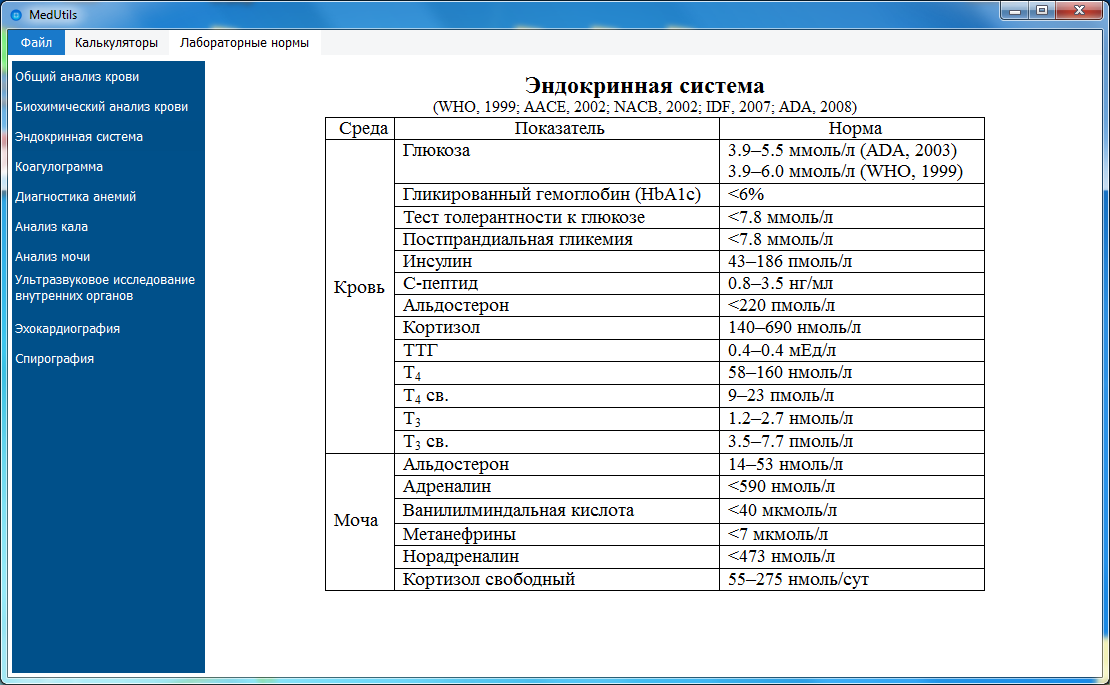 MedUtils
Файл Калькуляторы Лабораторные нормы
Общий анализ крови
Биохимический анализ крови
Эндокринная система
Коагулограмма
Диагностика анемий
Анализ кала
Анализ мочи
Ультразвуковое исследование
внутренних органов
Эхокардиография
Спирография
Эндокринная система
(WHO, 1999; AACE, 2002; NACB, 2002; IDF, 2007; ADA, 2008)
Среда Показатель Норма
Кровь
Глюкоза 3.9–5.5 ммоль/л (ADA, 2003)
3.9–6.0 ммоль/л (WHO, 1999)
Гликированный гемоглобин (HbA1c) <6%
Тест толерантности к глюкозе <7.8 ммоль/л
Постпрандиальная гликемия <7.8 ммоль/л
Инсулин 43–186 пмоль/л
С-пептид 0.8–3.5 нг/мл
Альдостерон <220 пмоль/л
Кортизол 140–690 нмоль/л
ТТГ 0.4–0.4 мЕд/л
Т4 58–160 нмоль/л
Т4 св. 9–23 пмоль/л
Т3 1.2–2.7 нмоль/л
Т3 св. 3.5–7.7 пмоль/л
Моча
Альдостерон 14–53 нмоль/л
Адреналин <590 нмоль/л
Ванилилминдальная кислота <40 мкмоль/л
Метанефрины <7 мкмоль/л
Норадреналин <473 нмоль/л
Кортизол свободный 55–275 нмоль/сут